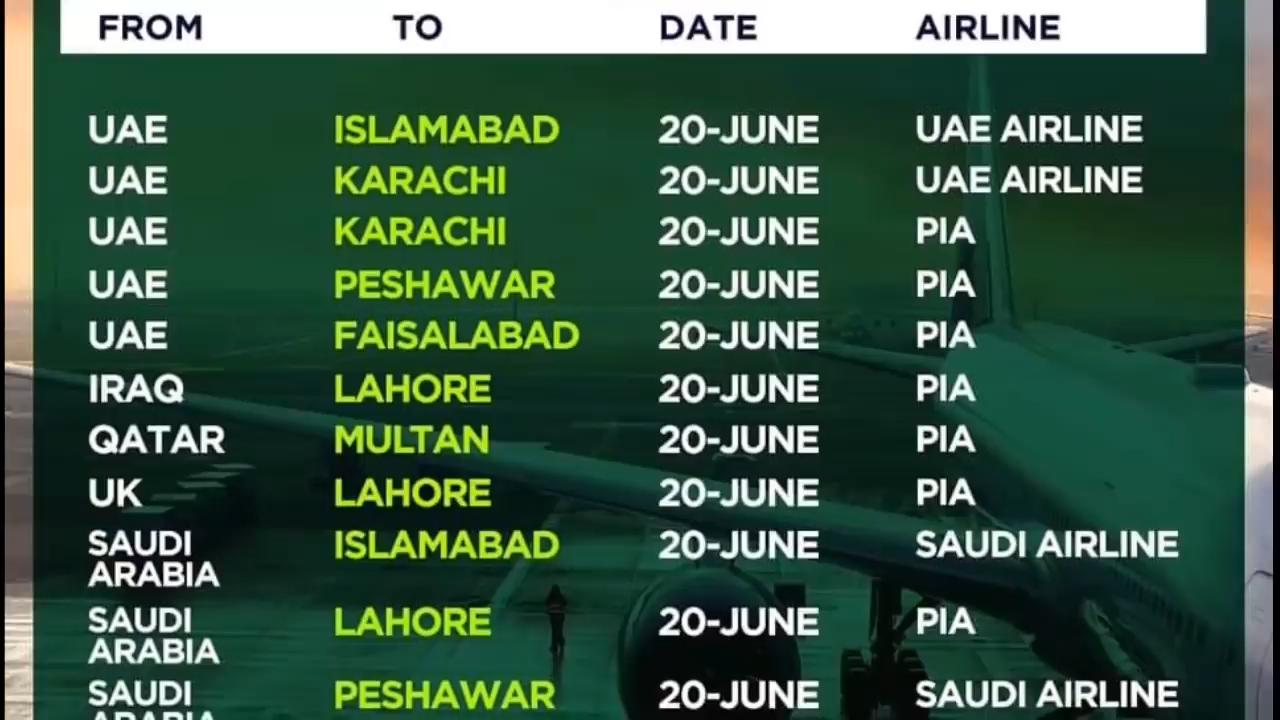 FROM TO DATE AIRLINE
UAE ISLAMABAD 20-JUNE UAE AIRLINE
UAE KARACHI 20-JUNE UAE AIRLINE
UAE KARACHI 20-JUNE PIA
UAE PESHAWAR 20-JUNE PIA
UAE FAISALABAD 20-JUNE PIA
IRAQ LAHORE 20-JUNE PIA
QATAR MULTAN 20-JUNE PIA
UK LAHORE 20-JUNE PIA
SAUDI ISLAMABAD 20-JUNE SAUDI AIRLINE
ARABIA
SAUDI LAHORE 20-JUNE PIA
ARABIA
SAUDI PESHAWAR 20-JUNE SAUDI AIRLINE
ARABIA